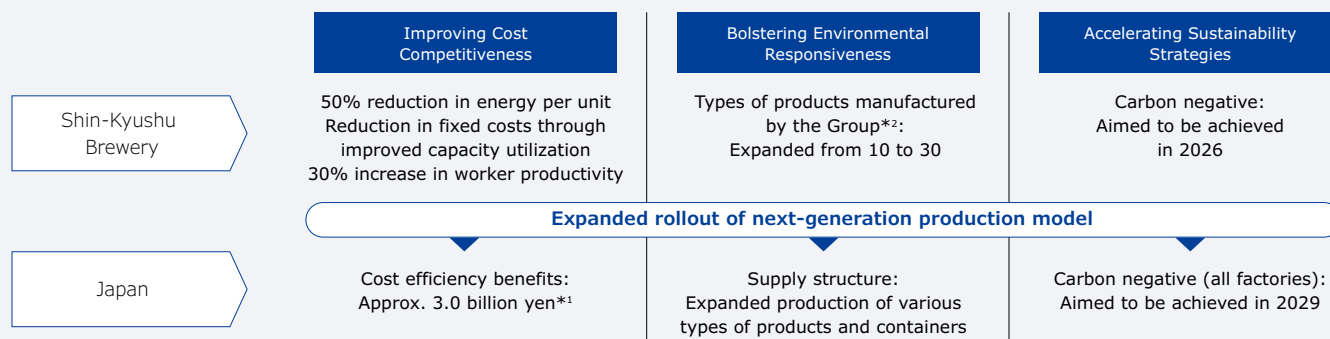 Improving Cost
Competitiveness
Bolstering Environmental
Responsiveness
Accelerating Sustainability
Strategies
Shin-Kyushu
Brewery
50% reduction in energy per unit
Reduction in fixed costs through
improved capacity utilization
30% increase in worker productivity
Types of products manufactured
by the Group*2:
Expanded from 10 to 30
Carbon negative:
Aimed to be achieved
in 2026
Expanded rollout of next-generation production model
Japan
Cost efficiency benefits:
Approx. 3.0 billion yen*1
Supply structure:
Expanded production of various
types of products and containers
Carbon negative (all factories):
Aimed to be achieved in 2029